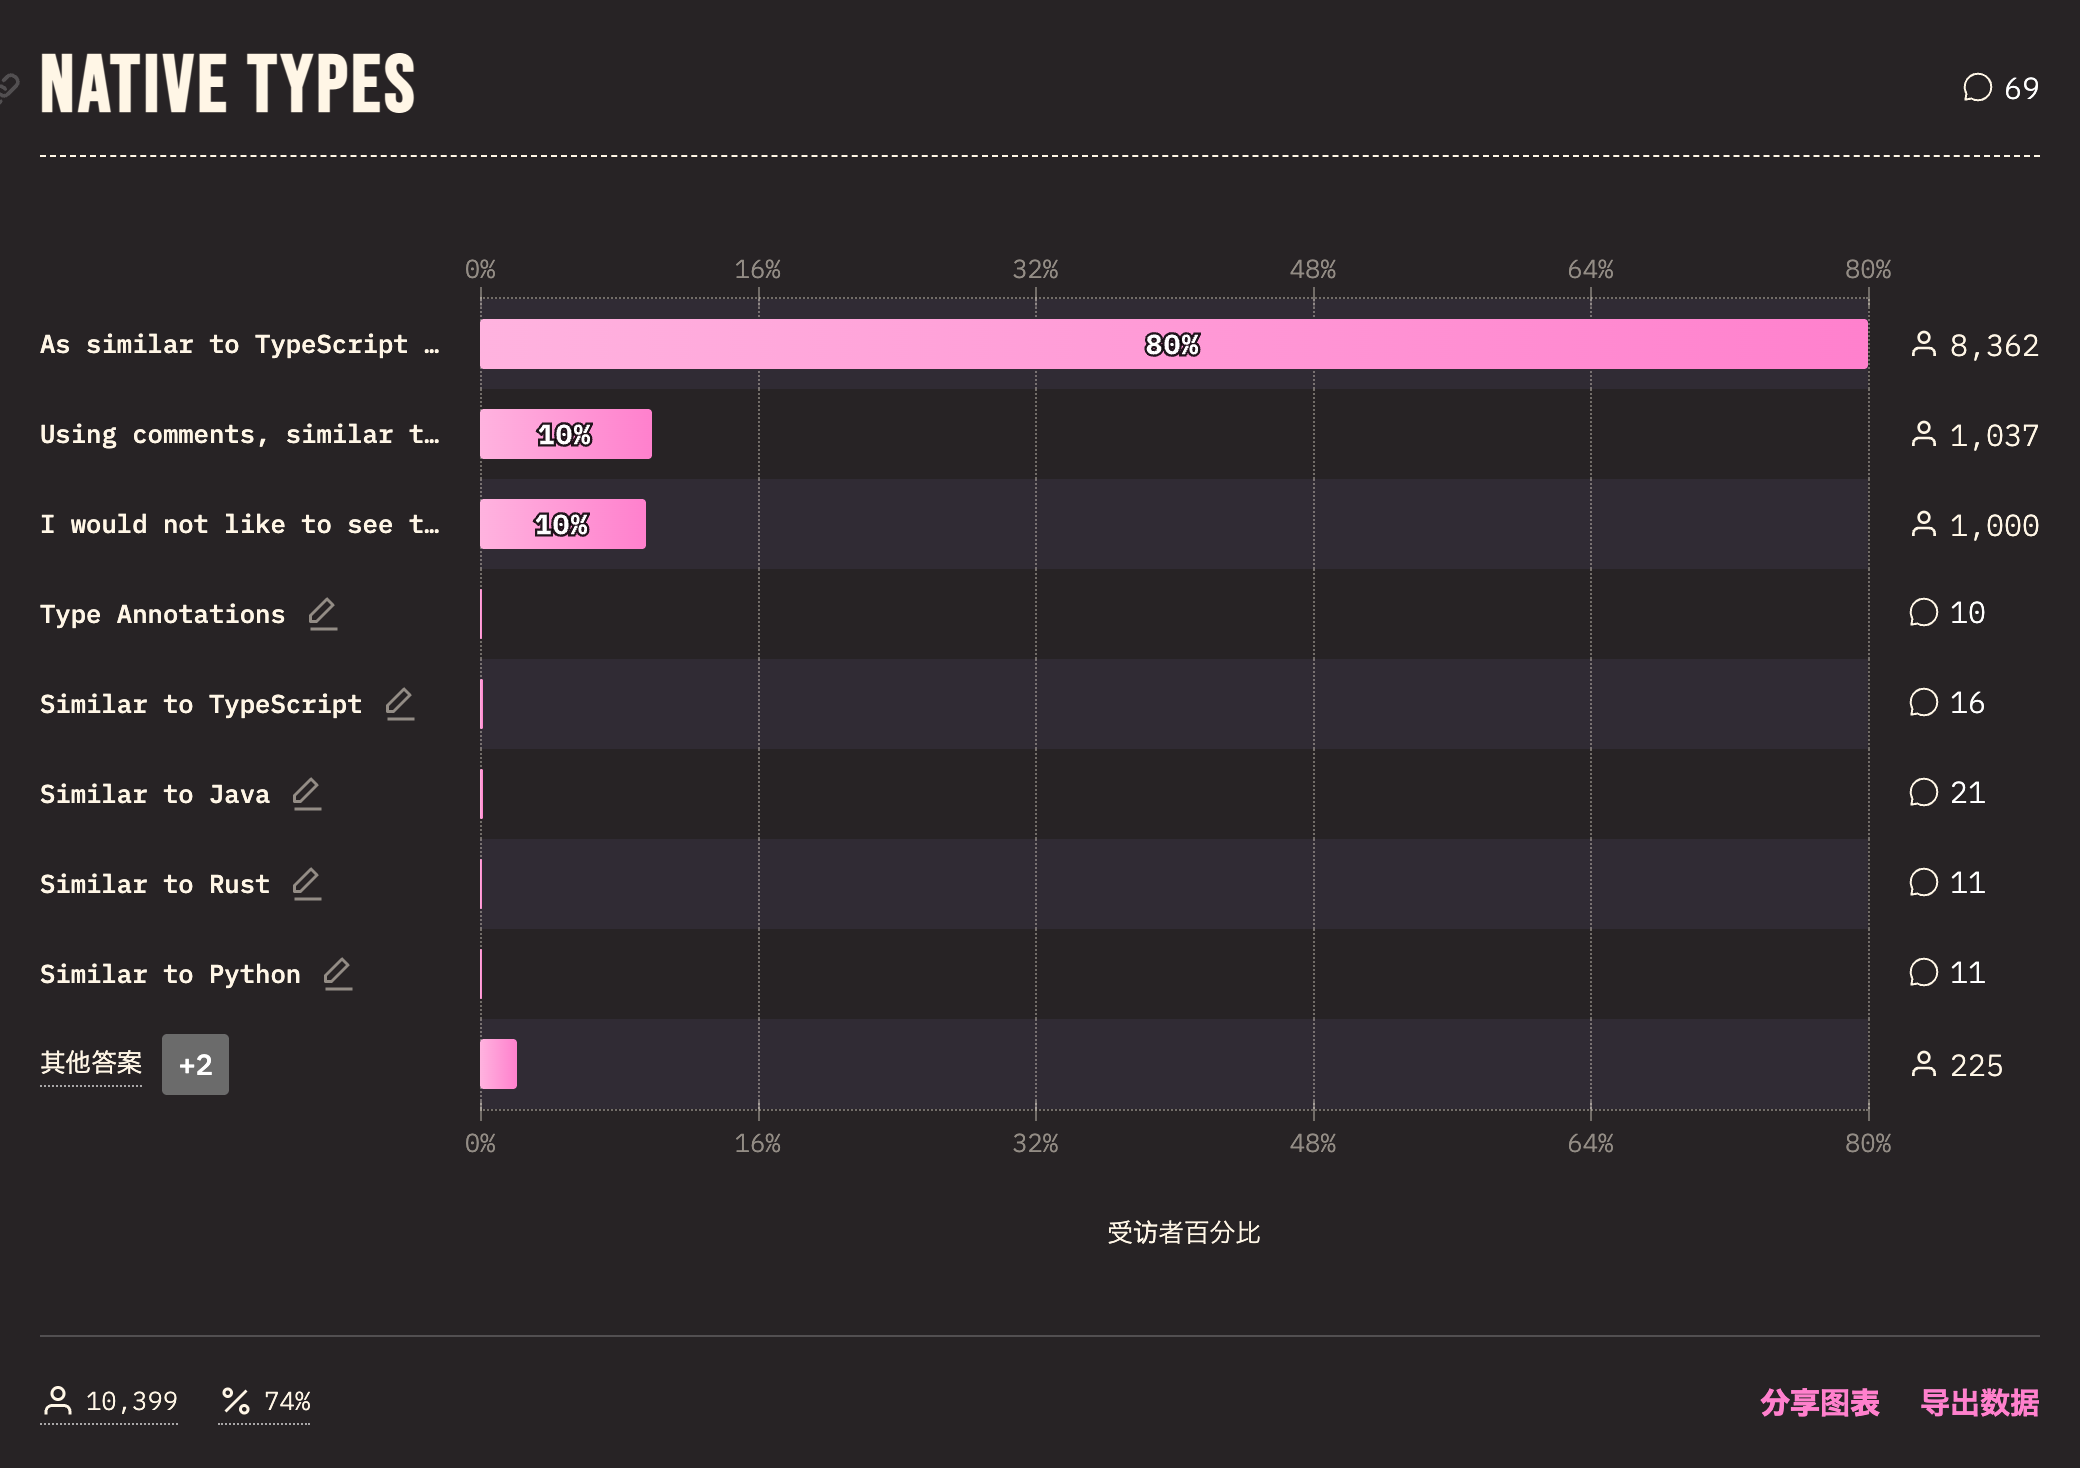 NATIVE TYPES
69
0% 16% 32% 48% 64% 80%
As similar to TypeScript … 80% 8,362
Using comments, similar t… 10% 1,037
I would not like to see t… 10% 1,000
Type Annotations 10
Similar to TypeScript 16
Similar to Java 21
Similar to Rust 11
Similar to Python 11
其他答案 +2 225
0% 16% 32% 48% 64% 80%
受访者百分比
10,399 74% 分享图表 导出数据